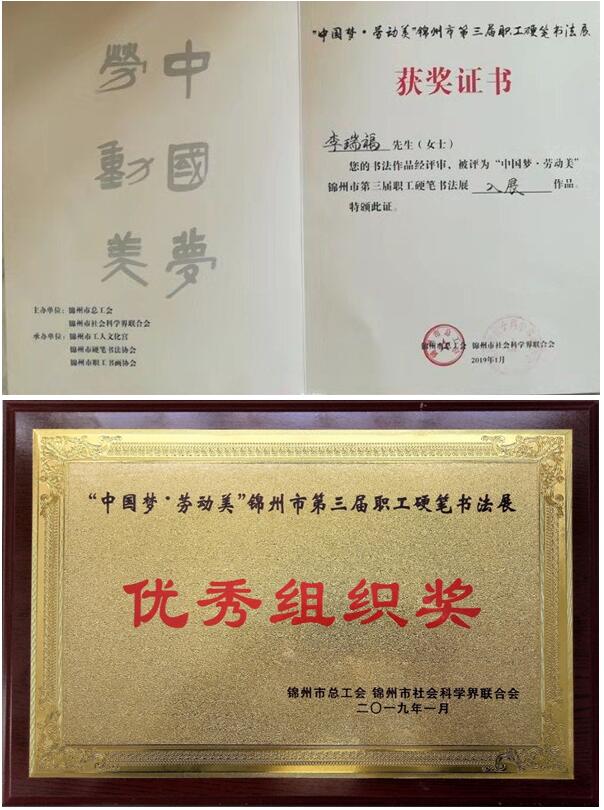 中國夢
勞動美
主办单位：锦州市总工会
锦州市社会科学界联合会
承办单位：锦州市工人文化宫
锦州市硬笔书法协会
锦州市职工书画协会
“中国梦·劳动美”锦州市第三届职工硬笔书法展
获奖证书
李瑞福 先生（女士）
您的书法作品经评审，被评为“中国梦·劳动美”
锦州市第三届职工硬笔书法展 入展 作品。
特颁此证。
锦州市总工会 锦州市社会科学界联合会
2019年1月
“中国梦·劳动美”锦州市第三届职工硬笔书法展
优秀组织奖
锦州市总工会 锦州市社会科学界联合会
二〇一九年一月